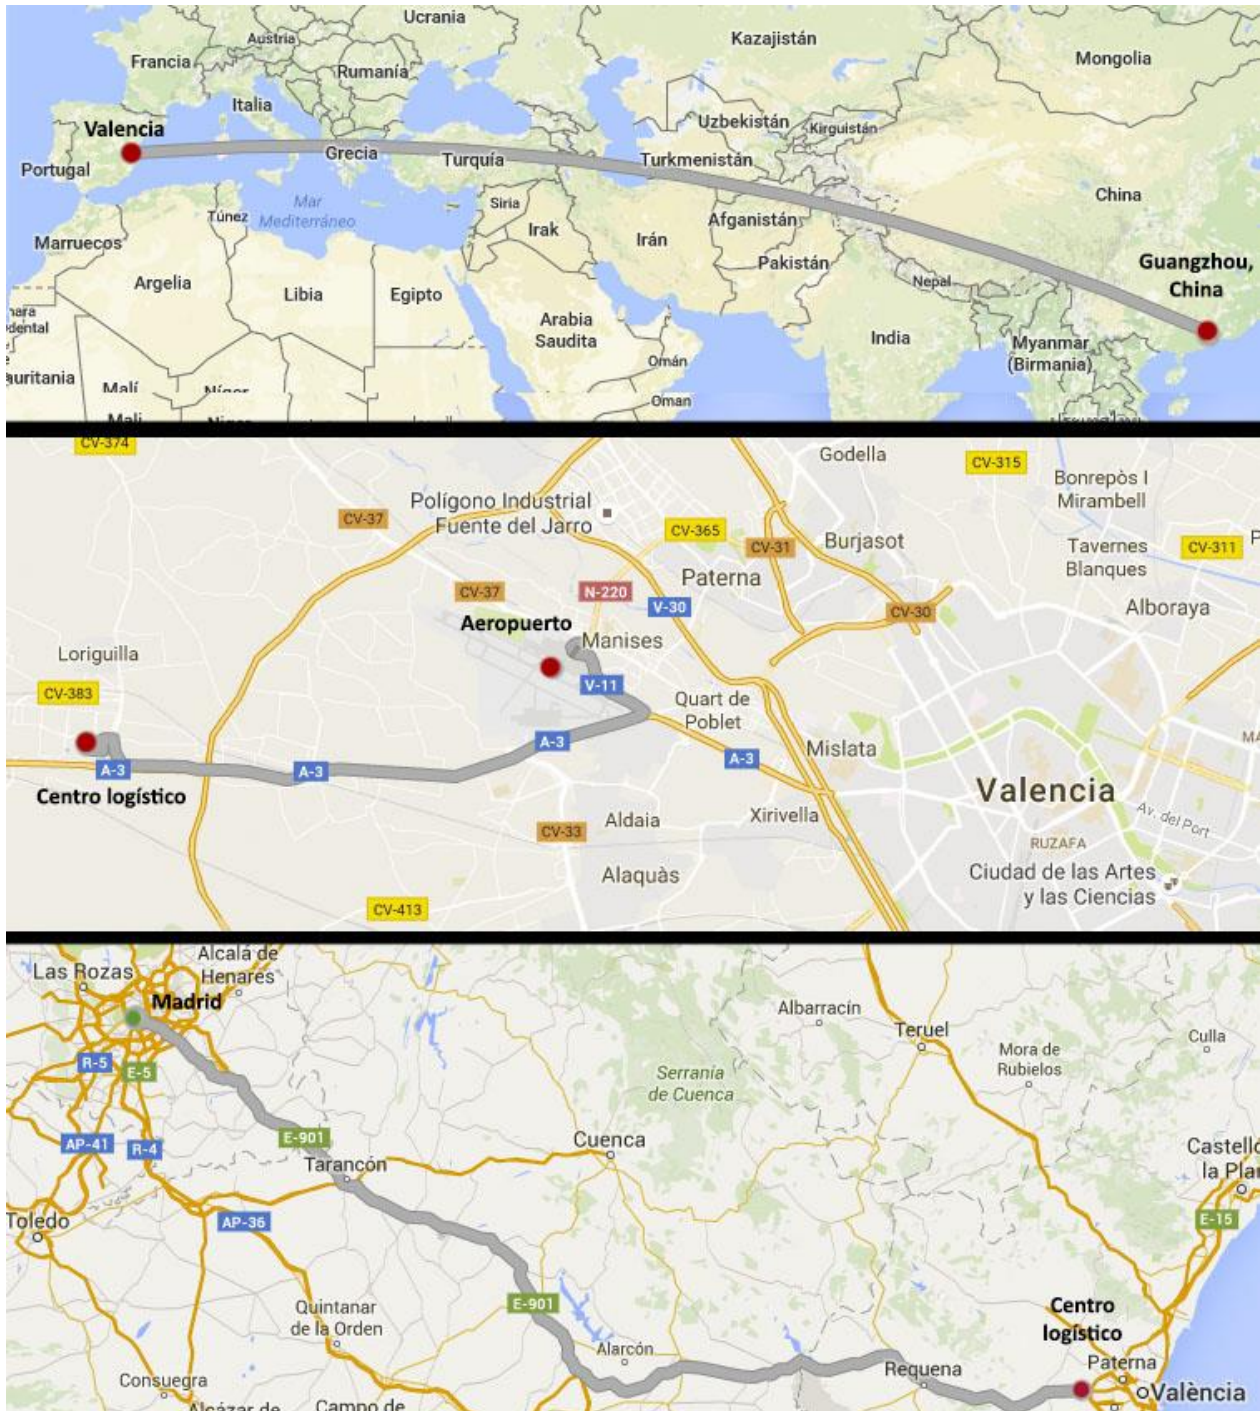 Ucrania
Austria
Kazajistán
Francia
Mongolia
Rumanía
Italia
Uzbekistán
Kirguistán
Valencia
Grecia
Turquía
Turkmenistán
Portugal
China
Siria
Mar
Mediterráneo
Túnez
Afganistán
Irak
Irán
Marruecos
Pakistán
Guangzhou,
China
Argelia
Libia
Egipto
Nepal
Arabia
Saudita
India
Myanmar
(Birmania)
Omán
Malí
Níger
Oman
Mali
CV-374
Godella
CV-315
Bonrepòs I
Mirambell
Polígono Industrial
Fuente del Jarro
CV-37
CV-365
CV-31
Burjasot
Tavernes
Blanques
CV-311
Paterna
CV-37
N-220
V-30
CV-30
Alboraya
Aeropuerto
Manises
Loriguilla
CV-383
V-11
Quart de
Poblet
A-3
Mislata
A-3
A-3
A-3
Centro logístico
Valencia
Aldaia
Xirivella
Av. del Port
CV-33
RUZAFA
Alaquàs
Ciudad de las Artes
y las Ciencias
CV-413
Alcalá de
Henares
Las Rozas
Madrid
Albarracín
Teruel
Culla
Mora de
Rubielos
R-5
E-5
Serranía
de Cuenca
E-901
AP-41
R-4
Cuenca
Tarancón
Toledo
AP-36
E-15
E-901
Quintanar
de la Orden
Centro
logístico
Alarcón
Paterna
Requena
Consuegra
València
Alcázar de
Campo de